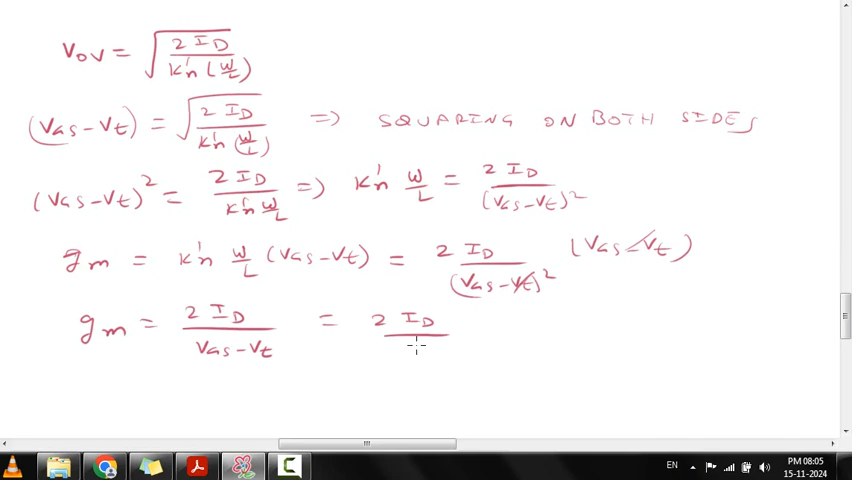 VOV = √(2 ID / k'n (W/L))
(VGS - Vt) = √(2 ID / k'n (W/L)) => SQUARING ON BOTH SIDES
(VGS - Vt)² = 2 ID / k'n W/L => k'n W/L = 2 ID / (VGS - Vt)²
gm = k'n W/L (VGS - Vt) = 2 ID / (VGS - Vt)² (VGS - Vt)
gm = 2 ID / VGS - Vt = 2 ID
EN PM 08:05
15-11-2024